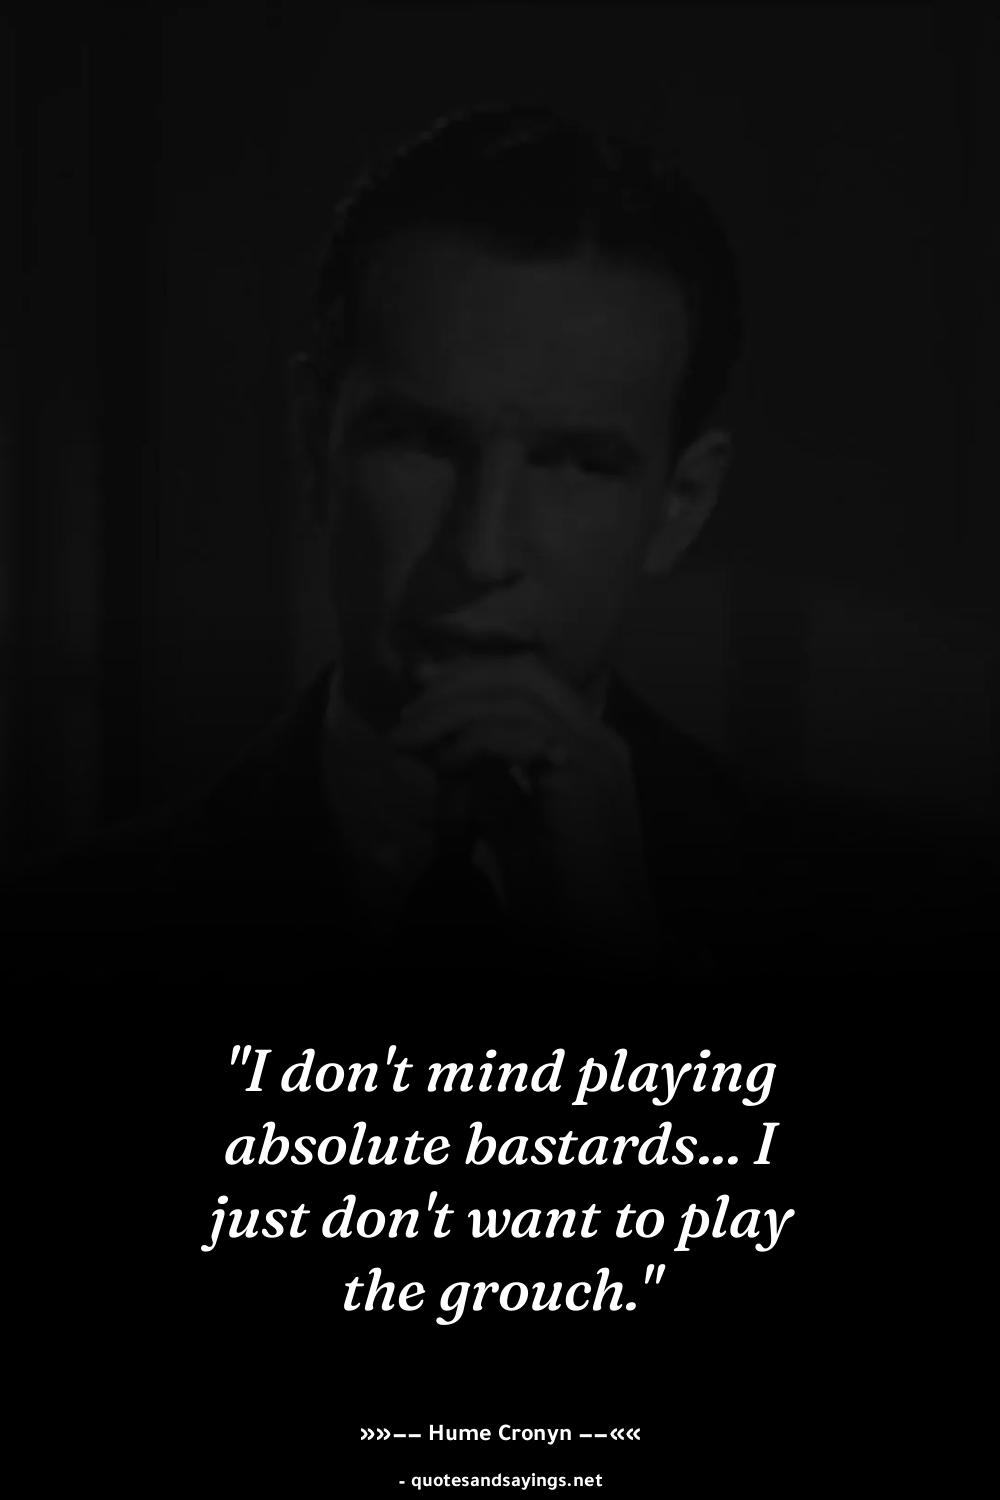 "I don't mind playing
absolute bastards... I
just don't want to play
the grouch."
»»–– Hume Cronyn ––««
- quotesandsayings.net